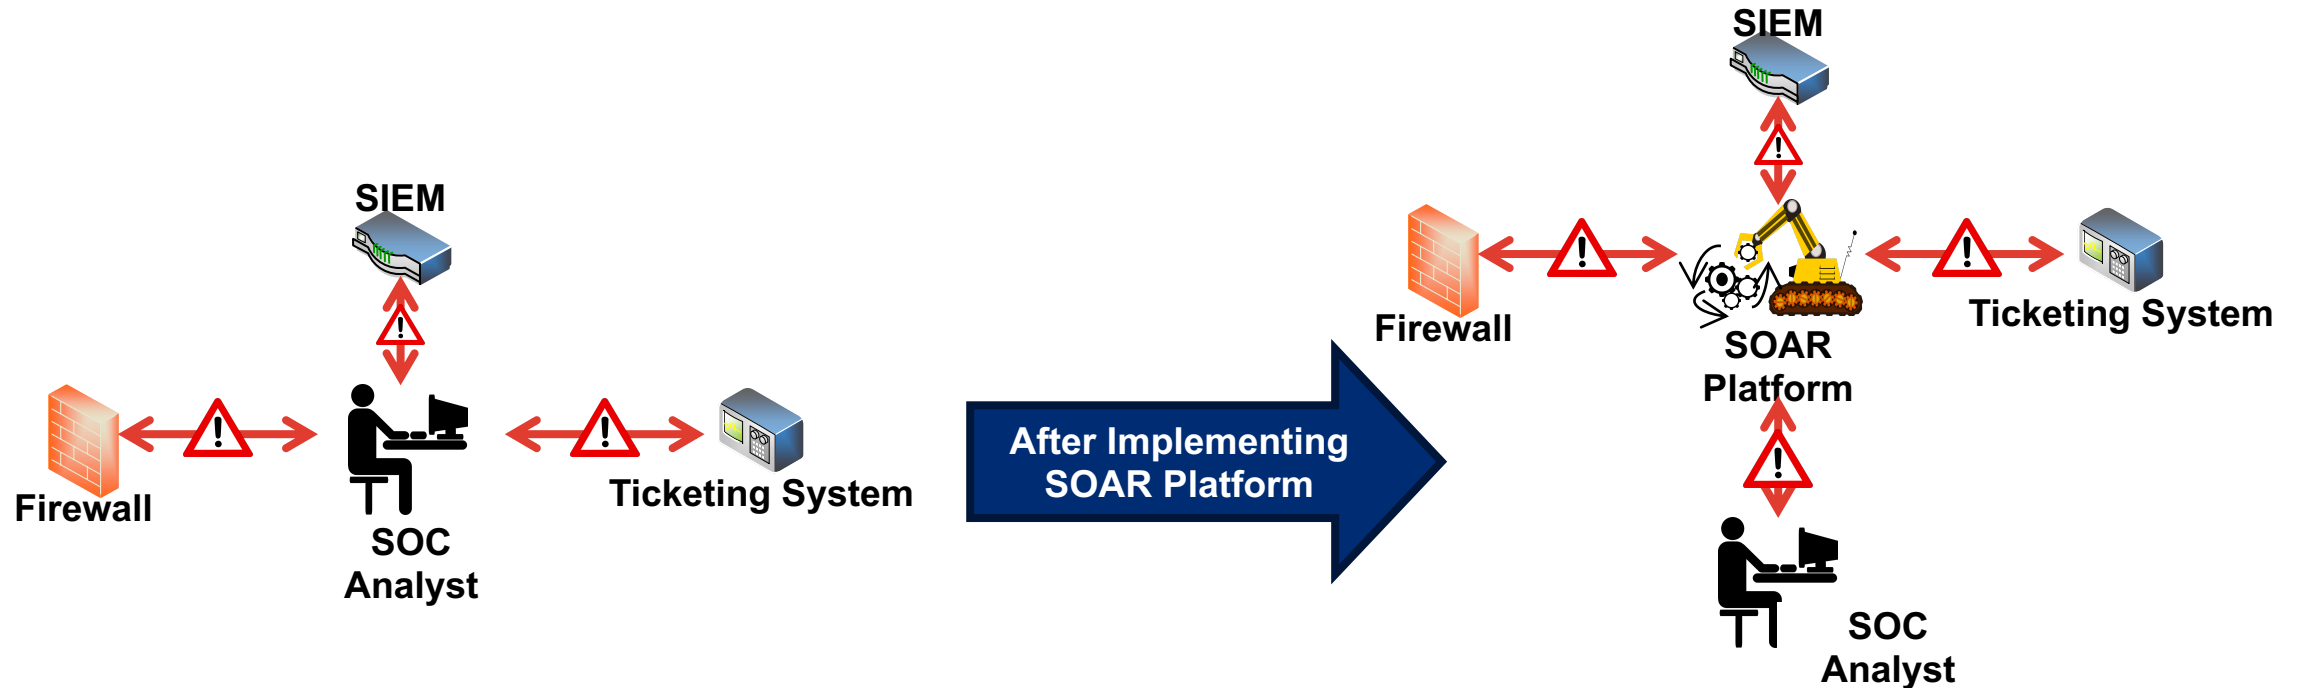 SIEM
Firewall
SOC
Analyst
Ticketing System
After Implementing
SOAR Platform
SIEM
Firewall
SOAR
Platform
Ticketing System
SOC
Analyst